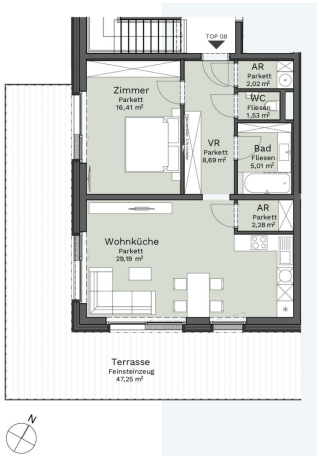 TOP 08
AR
Parkett
2,02 m²
Zimmer
Parkett
16,41 m²
WC
Fliesen
1,53 m²
VR
Parkett
8,69 m²
Bad
Fliesen
5,01 m²
AR
Parkett
2,28 m²
Wohnküche
Parkett
29,19 m²
Terrasse
Feinsteinzeug
47,25 m²
N